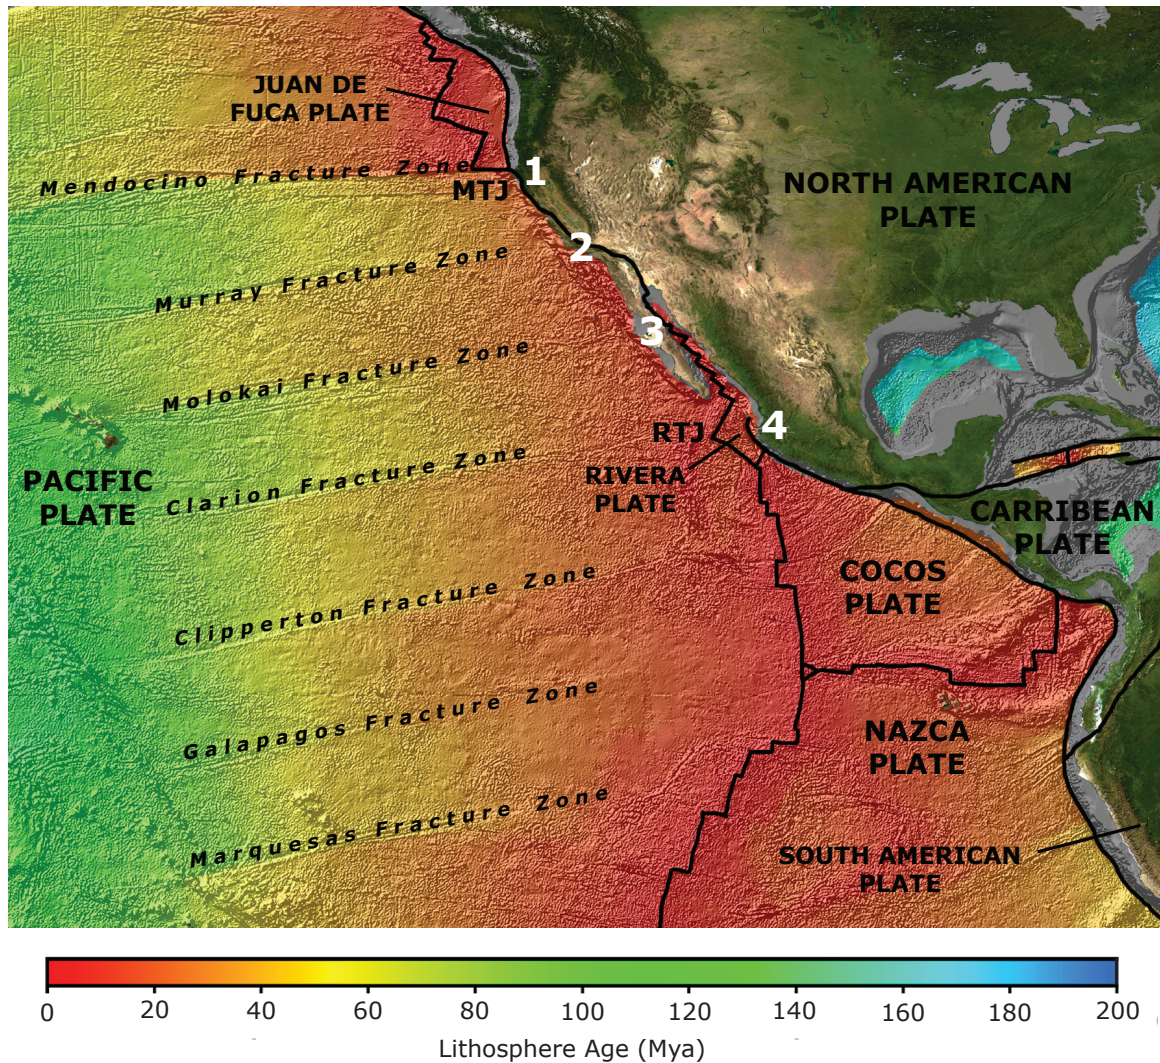 JUAN DE
FUCA PLATE
Mendocino Fracture Zone
MTJ
1
NORTH AMERICAN
PLATE
2
Murray Fracture Zone
3
Molokai Fracture Zone
RTJ
4
RIVERA
PLATE
PACIFIC
PLATE
Clarion Fracture Zone
CARRIBEAN
PLATE
COCOS
PLATE
Clipperton Fracture Zone
Galapagos Fracture Zone
NAZCA
PLATE
Marquesas Fracture Zone
SOUTH AMERICAN
PLATE
0 20 40 60 80 100 120 140 160 180 200
Lithosphere Age (Mya)